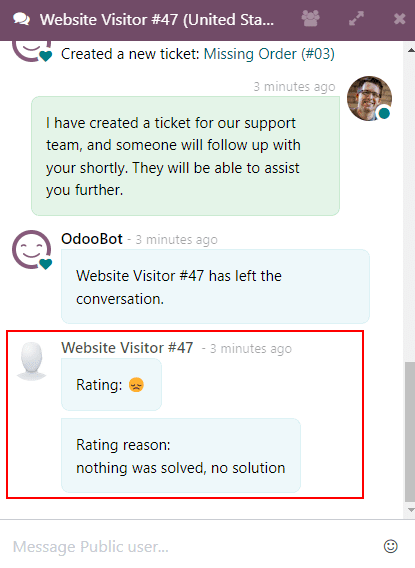 Website Visitor #47 (United Sta...
Created a new ticket: Missing Order (#03)
3 minutes ago
I have created a ticket for our support
team, and someone will follow up with
your shortly. They will be able to assist
you further.
OdooBot - 3 minutes ago
Website Visitor #47 has left the
conversation.
Website Visitor #47 - 3 minutes ago
Rating: 😞
Rating reason:
nothing was solved, no solution
Message Public user...